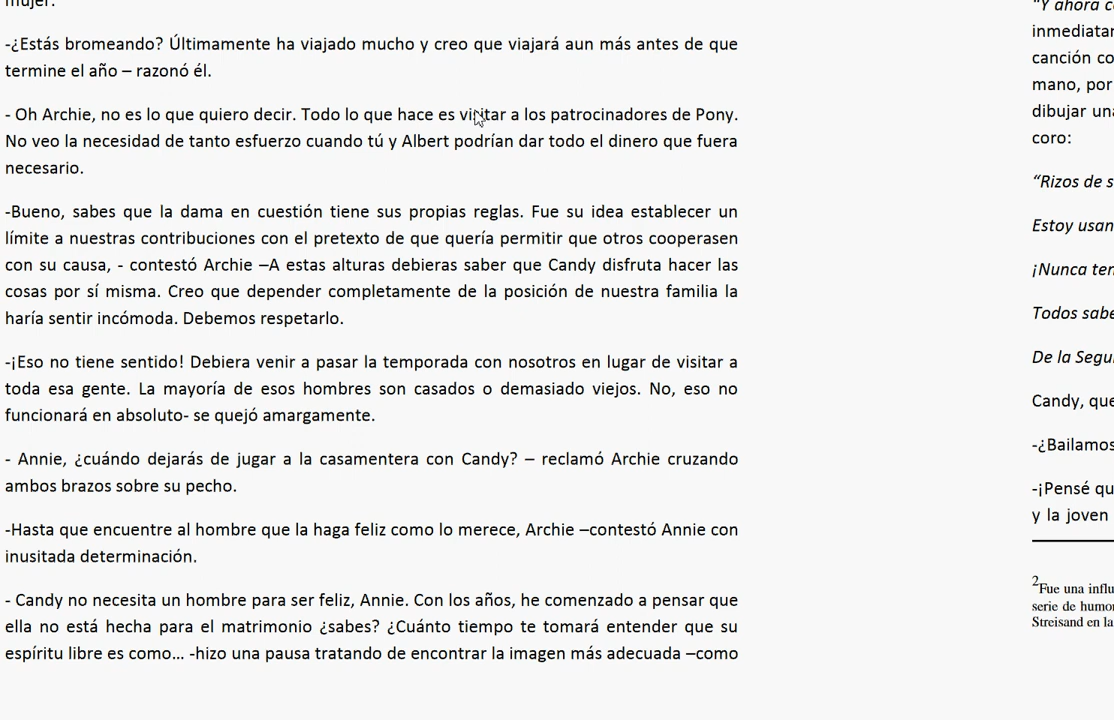 mujer.
-¿Estás bromeando? Últimamente ha viajado mucho y creo que viajará aun más antes de que
termine el año – razonó él.
- Oh Archie, no es lo que quiero decir. Todo lo que hace es visitar a los patrocinadores de Pony.
No veo la necesidad de tanto esfuerzo cuando tú y Albert podrían dar todo el dinero que fuera
necesario.
-Bueno, sabes que la dama en cuestión tiene sus propias reglas. Fue su idea establecer un
límite a nuestras contribuciones con el pretexto de que quería permitir que otros cooperasen
con su causa, - contestó Archie –A estas alturas debieras saber que Candy disfruta hacer las
cosas por sí misma. Creo que depender completamente de la posición de nuestra familia la
haría sentir incómoda. Debemos respetarlo.
-¡Eso no tiene sentido! Debiera venir a pasar la temporada con nosotros en lugar de visitar a
toda esa gente. La mayoría de esos hombres son casados o demasiado viejos. No, eso no
funcionará en absoluto- se quejó amargamente.
- Annie, ¿cuándo dejarás de jugar a la casamentera con Candy? – reclamó Archie cruzando
ambos brazos sobre su pecho.
-Hasta que encuentre al hombre que la haga feliz como lo merece, Archie –contestó Annie con
inusitada determinación.
- Candy no necesita un hombre para ser feliz, Annie. Con los años, he comenzado a pensar que
ella no está hecha para el matrimonio ¿sabes? ¿Cuánto tiempo te tomará entender que su
espíritu libre es como… -hizo una pausa tratando de encontrar la imagen más adecuada –como
“Y ahora
canción
mano, por
dibujar
coro:
“Rizos de
Estoy
¡Nunca
Todos
De la
Candy,
-¿Bailamos
-¡Pensé
y la joven
2Fue una
serie de
Streisand en la